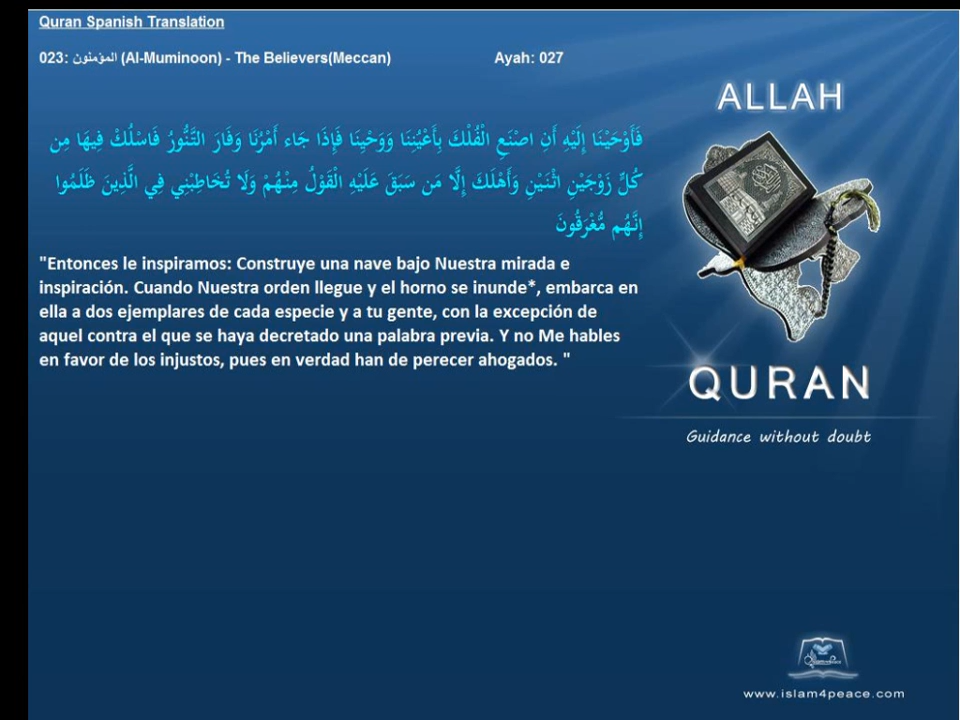 Quran Spanish Translation
023: المؤمنون (Al-Muminoon) - The Believers(Meccan) Ayah: 027
ALLAH
فَأَوْحَيْنَا إِلَيْهِ أَنِ اصْنَعِ الْفُلْكَ بِأَعْيُنِنَا وَوَحْيِنَا فَإِذَا جَاء أَمْرُنَا وَفَارَ التَّنُّورُ فَاسْلُكْ فِيهَا مِن
كُلٍّ زَوْجَيْنِ اثْنَيْنِ وَأَهْلَكَ إِلَّا مَن سَبَقَ عَلَيْهِ الْقَوْلُ مِنْهُمْ وَلَا تُخَاطِبْنِي فِي الَّذِينَ ظَلَمُوا
إِنَّهُم مُّغْرَقُونَ
"Entonces le inspiramos: Construye una nave bajo Nuestra mirada e
inspiración. Cuando Nuestra orden llegue y el horno se inunde*, embarca en
ella a dos ejemplares de cada especie y a tu gente, con la excepción de
aquel contra el que se haya decretado una palabra previa. Y no Me hables
en favor de los injustos, pues en verdad han de perecer ahogados. "
QURAN
Guidance without doubt
www.islam4peace.com